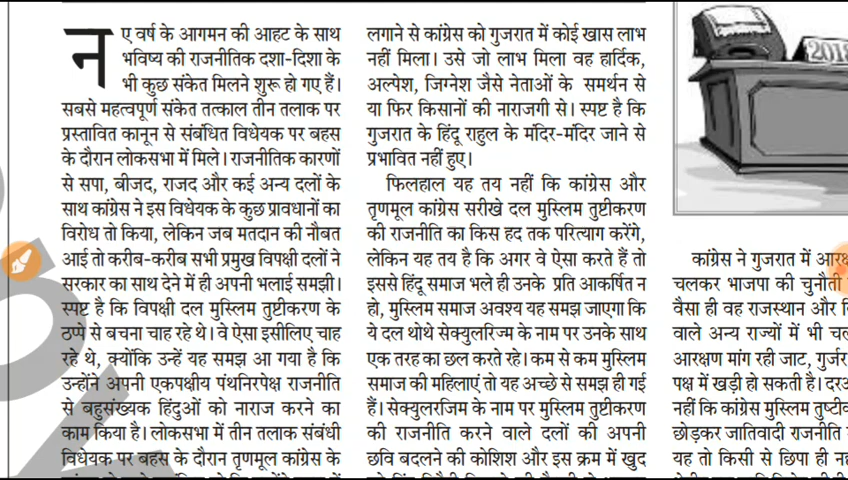 नए वर्ष के आगमन की आहट के साथ
भविष्य की राजनीतिक दशा-दिशा के
भी कुछ संकेत मिलने शुरू हो गए हैं।
सबसे महत्वपूर्ण संकेत तत्काल तीन तलाक पर
प्रस्तावित कानून से संबंधित विधेयक पर बहस
के दौरान लोकसभा में मिले। राजनीतिक कारणों
से सपा, बीजद, राजद और कई अन्य दलों के
साथ कांग्रेस ने इस विधेयक के कुछ प्रावधानों का
विरोध तो किया, लेकिन जब मतदान की नौबत
आई तो करीब-करीब सभी प्रमुख विपक्षी दलों ने
सरकार का साथ देने में ही अपनी भलाई समझी।
स्पष्ट है कि विपक्षी दल मुस्लिम तुष्टीकरण के
ठप्पे से बचना चाह रहे थे। वे ऐसा इसीलिए चाह
रहे थे, क्योंकि उन्हें यह समझ आ गया है कि
उन्होंने अपनी एकपक्षीय पंथनिरपेक्ष राजनीति
से बहुसंख्यक हिंदुओं को नाराज करने का
काम किया है। लोकसभा में तीन तलाक संबंधी
विधेयक पर बहस के दौरान तृणमूल कांग्रेस के
लगाने से कांग्रेस को गुजरात में कोई खास लाभ
नहीं मिला। उसे जो लाभ मिला वह हार्दिक,
अल्पेश, जिग्नेश जैसे नेताओं के समर्थन से
या फिर किसानों की नाराजगी से। स्पष्ट है कि
गुजरात के हिंदू राहुल के मंदिर-मंदिर जाने से
प्रभावित नहीं हुए।
फिलहाल यह तय नहीं कि कांग्रेस और
तृणमूल कांग्रेस सरीखे दल मुस्लिम तुष्टीकरण
की राजनीति का किस हद तक परित्याग करेंगे,
लेकिन यह तय है कि अगर वे ऐसा करते हैं तो
इससे हिंदू समाज भले ही उनके प्रति आकर्षित न
हो, मुस्लिम समाज अवश्य यह समझ जाएगा कि
ये दल थोथे सेक्युलरिज्म के नाम पर उनके साथ
एक तरह का छल करते रहे। कम से कम मुस्लिम
समाज की महिलाएं तो यह अच्छे से समझ ही गई
हैं। सेक्युलरजिम के नाम पर मुस्लिम तुष्टीकरण
की राजनीति करने वाले दलों की अपनी
छवि बदलने की कोशिश और इस क्रम में खुद
2018
कांग्रेस ने गुजरात में
चलकर भाजपा की चुनौती
वैसा ही वह राजस्थान और
वाले अन्य राज्यों में भी
आरक्षण मांग रही जाट, गुर्जर
पक्ष में खड़ी हो सकती है।
नहीं कि कांग्रेस मुस्लिम तुष्टीक
छोड़कर जातिवादी राजनीति
यह तो किसी से छिपा ही